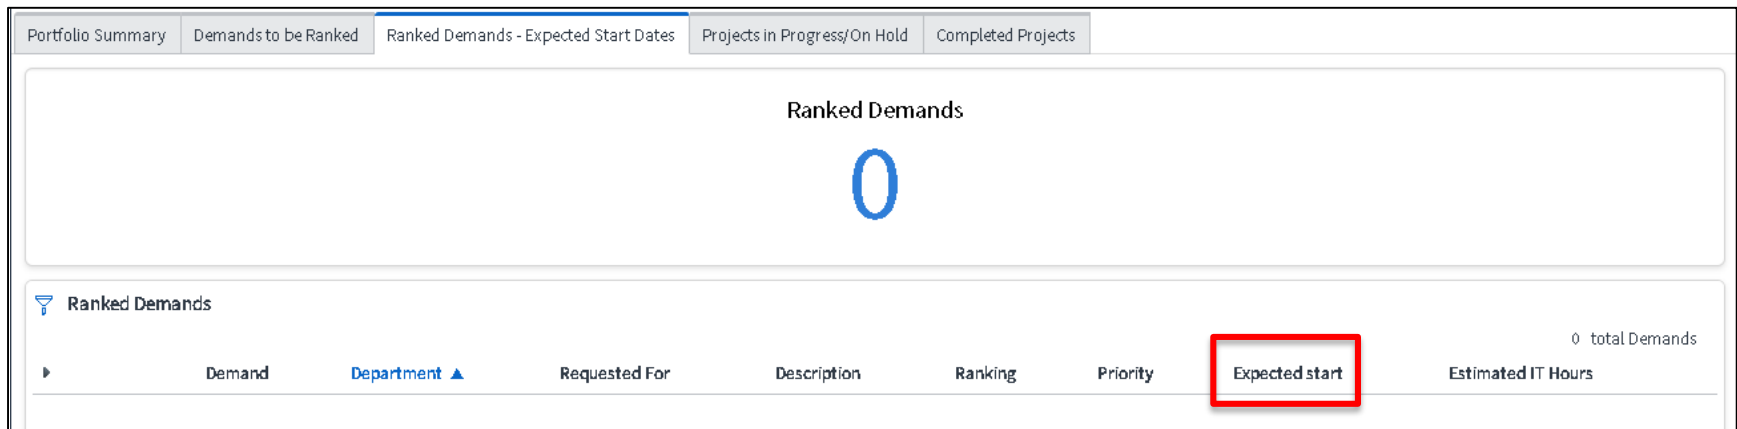 Portfolio Summary Demands to be Ranked Ranked Demands - Expected Start Dates Projects in Progress/On Hold Completed Projects
Ranked Demands
0
Ranked Demands
0 total Demands
Demand Department ▲ Requested For Description Ranking Priority Expected start Estimated IT Hours